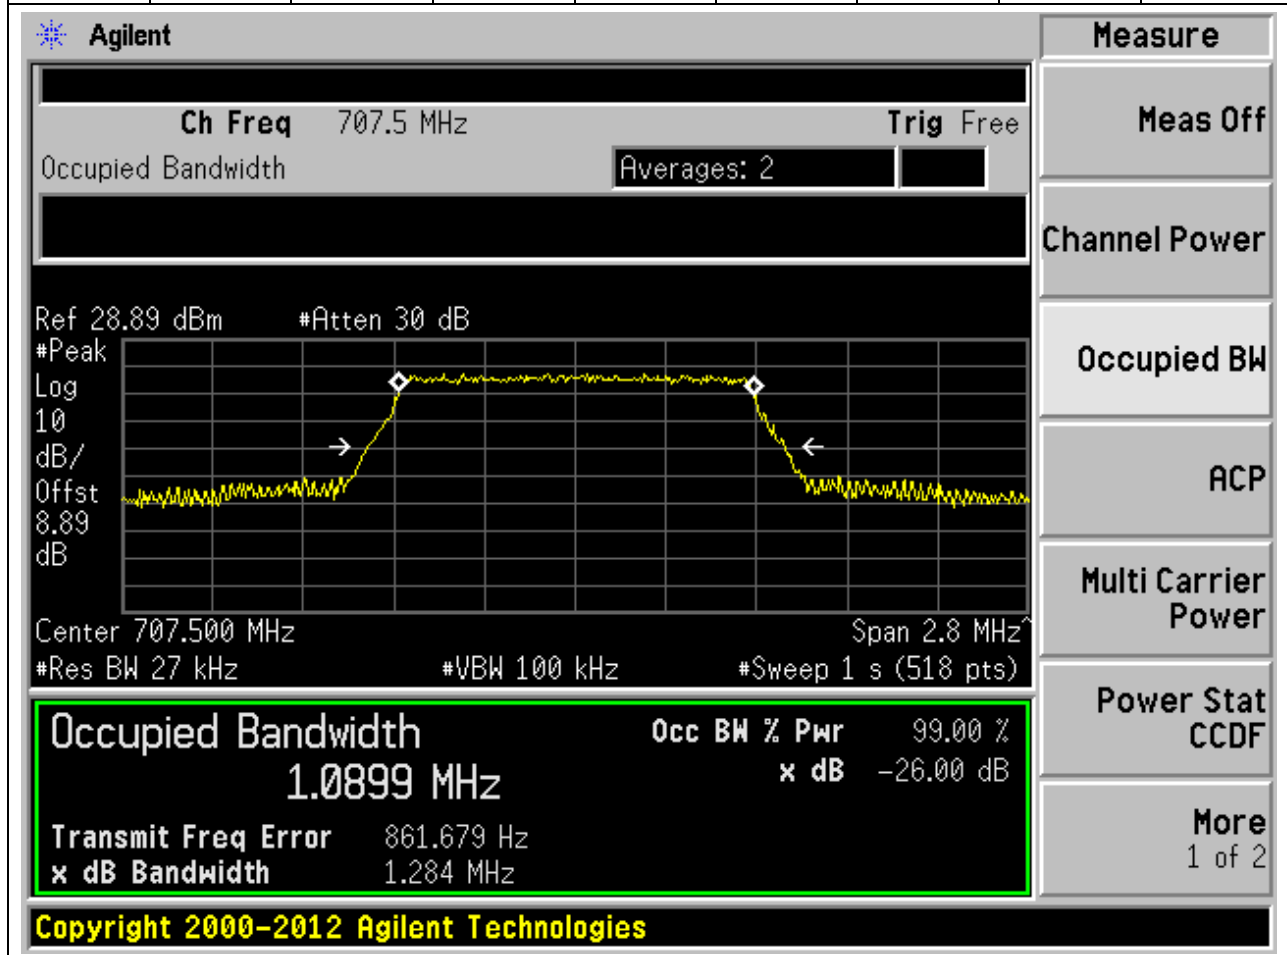 Agilent
Measure
Ch Freq 707.5 MHz Trig Free
Occupied Bandwidth Averages: 2
Meas Off
Channel Power
Occupied BW
ACP
Multi Carrier
Power
Power Stat
CCDF
More
1 of 2
Ref 28.89 dBm #Atten 30 dB
#Peak
Log
10
dB/
Offst
8.89
dB
Center 707.500 MHz Span 2.8 MHz^
#Res BW 27 kHz #VBW 100 kHz #Sweep 1 s (518 pts)
Occupied Bandwidth Occ BW % Pwr 99.00 %
1.0899 MHz x dB -26.00 dB
Transmit Freq Error 861.679 Hz
x dB Bandwidth 1.284 MHz
Copyright 2000-2012 Agilent Technologies